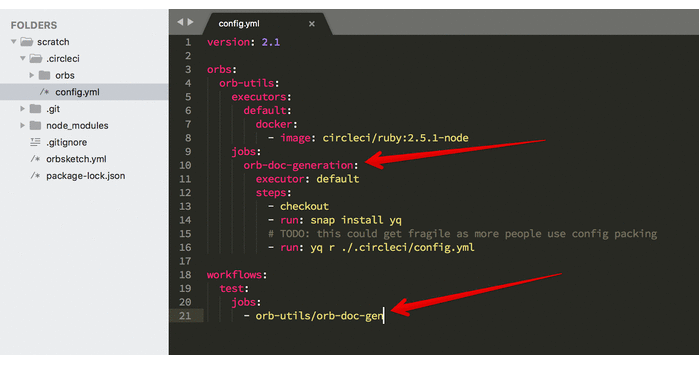 FOLDERS
scratch
.circleci
orbs
/* config.yml
.git
node_modules
.gitignore
/* orbsketch.yml
/* package-lock.json
config.yml ×
1 version: 2.1
2
3 orbs:
4 orb-utils:
5 executors:
6 default:
7 docker:
8 - image: circleci/ruby:2.5.1-node
9 jobs:
10 orb-doc-generation:
11 executor: default
12 steps:
13 - checkout
14 - run: snap install yq
15 # TODO: this could get fragile as more people use config packing
16 - run: yq r ./.circleci/config.yml
17
18 workflows:
19 test:
20 jobs:
21 - orb-utils/orb-doc-gen